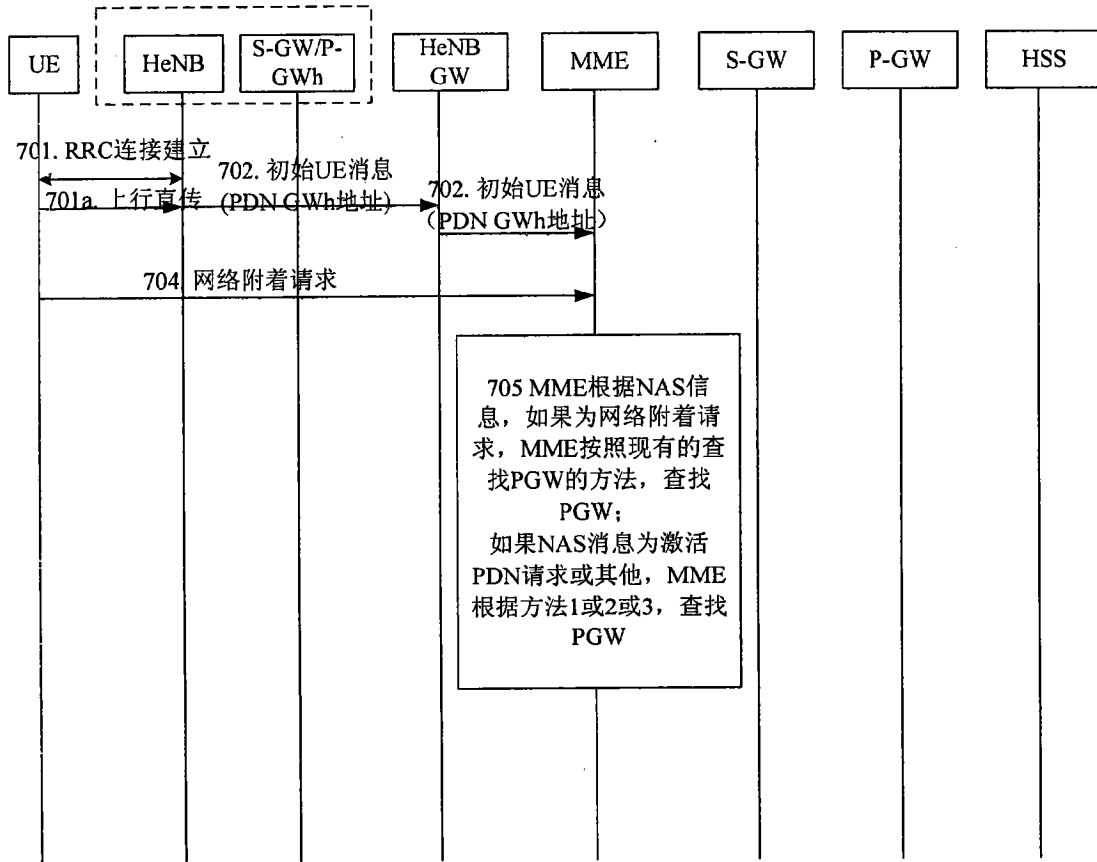 UE
HeNB
S-GW/P-
GWh
HeNB
GW
MME
S-GW
P-GW
HSS
701. RRC连接建立
701a. 上行直传
702. 初始UE消息
(PDN GWh地址)
702. 初始UE消息
（PDN GWh地址）
704. 网络附着请求
705 MME根据NAS信
息，如果为网络附着请
求，MME按照现有的查
找PGW的方法，查找
PGW；
如果NAS消息为激活
PDN请求或其他，MME
根据方法1或2或3，查找
PGW